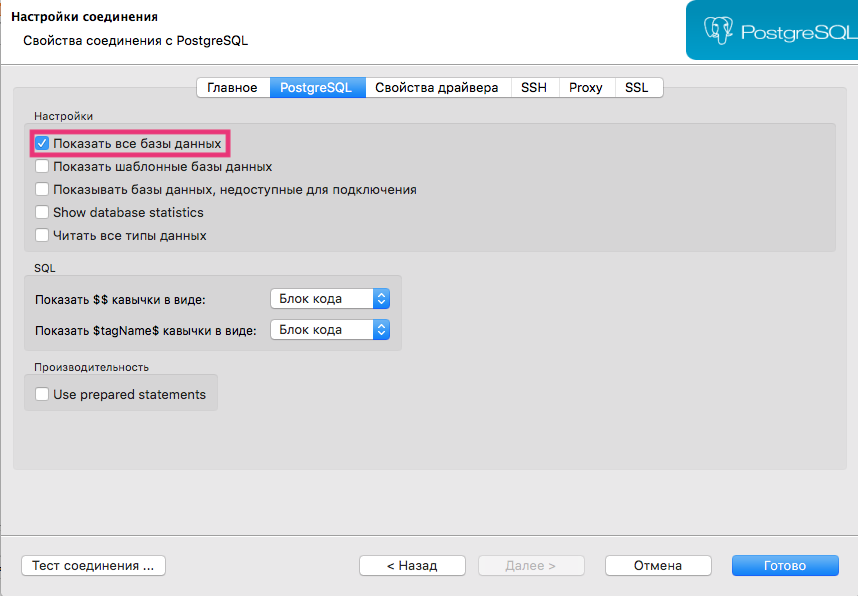 Настройки соединения
Свойства соединения с PostgreSQL
PostgreSQL
Главное PostgreSQL Свойства драйвера SSH Proxy SSL
Настройки
Показать все базы данных
Показать шаблонные базы данных
Показывать базы данных, недоступные для подключения
Show database statistics
Читать все типы данных
SQL
Показать $$ кавычки в виде: Блок кода
Показать $tagName$ кавычки в виде: Блок кода
Производительность
Use prepared statements
Тест соединения ... < Назад Далее > Отмена Готово